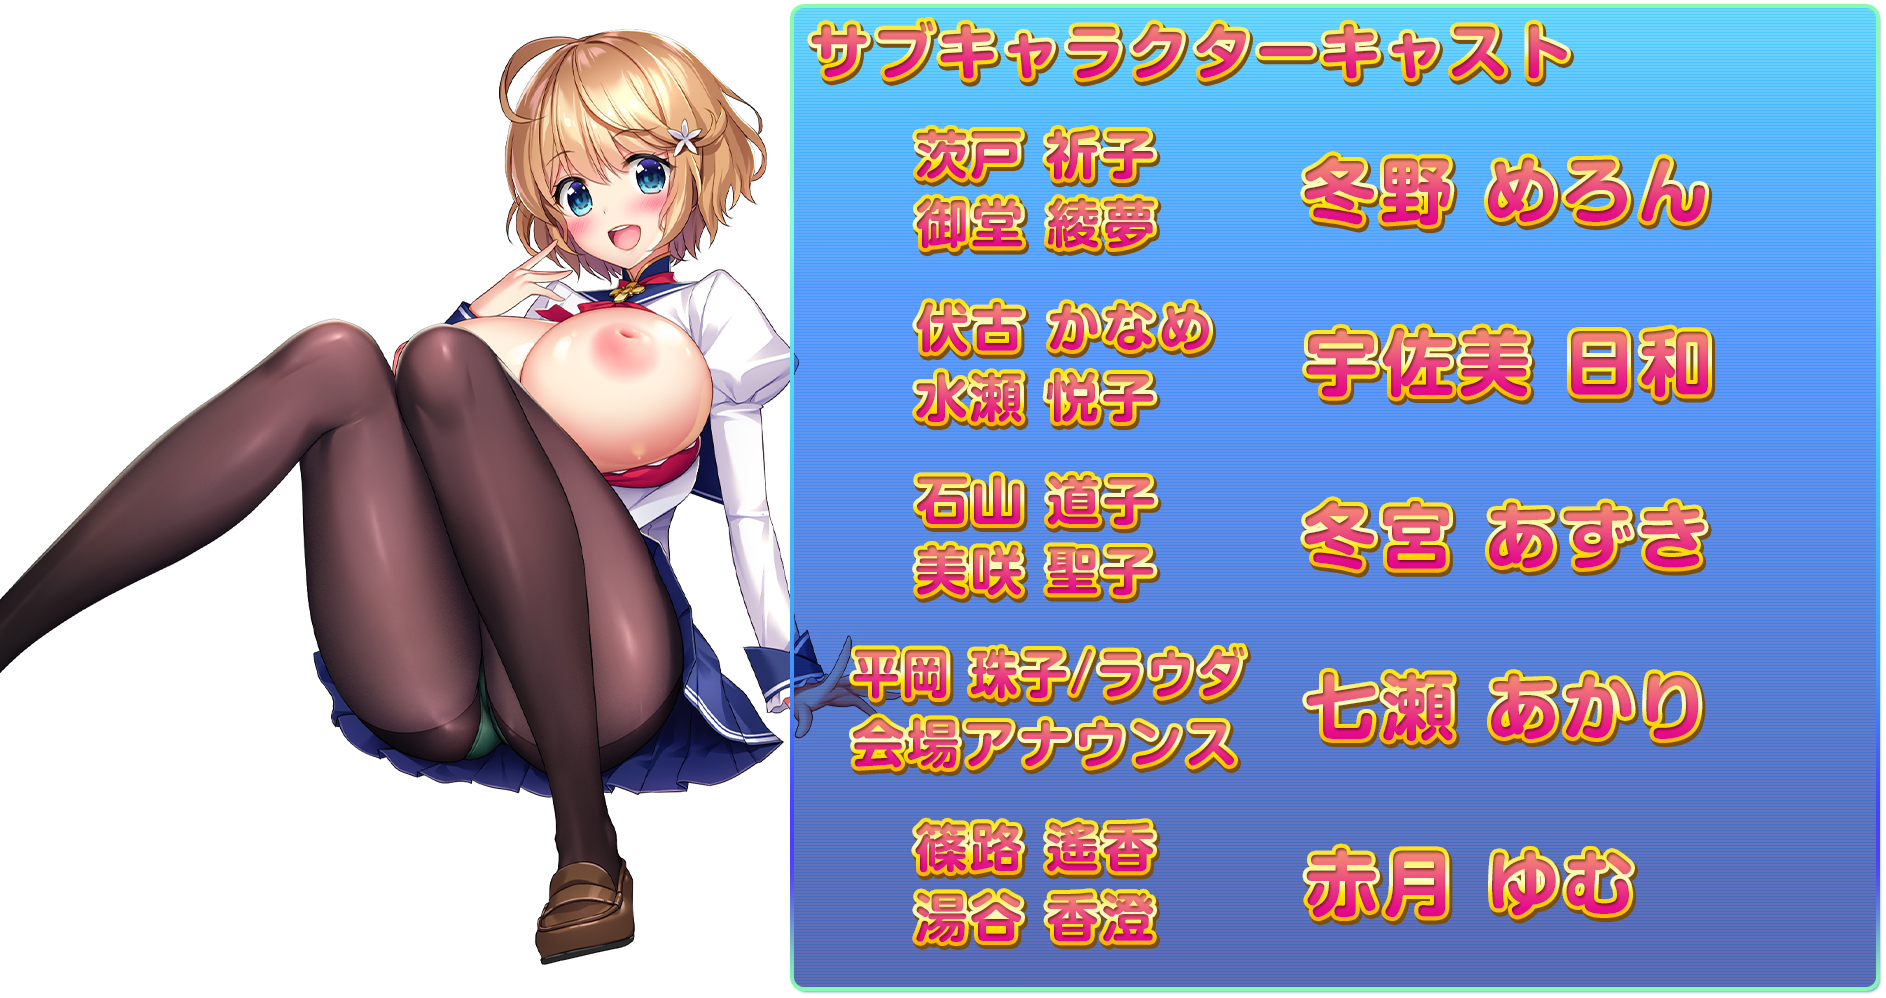 サブキャラクターキャスト
茨戸 祈子
御堂 綾夢
冬野 めろん
伏古 かなめ
水瀬 悦子
宇佐美 日和
石山 道子
美咲 聖子
冬宮 あずき
平岡 珠子/ラウダ
会場アナウンス
七瀬 あかり
篠路 遥香
湯谷 香澄
赤月 ゆむ